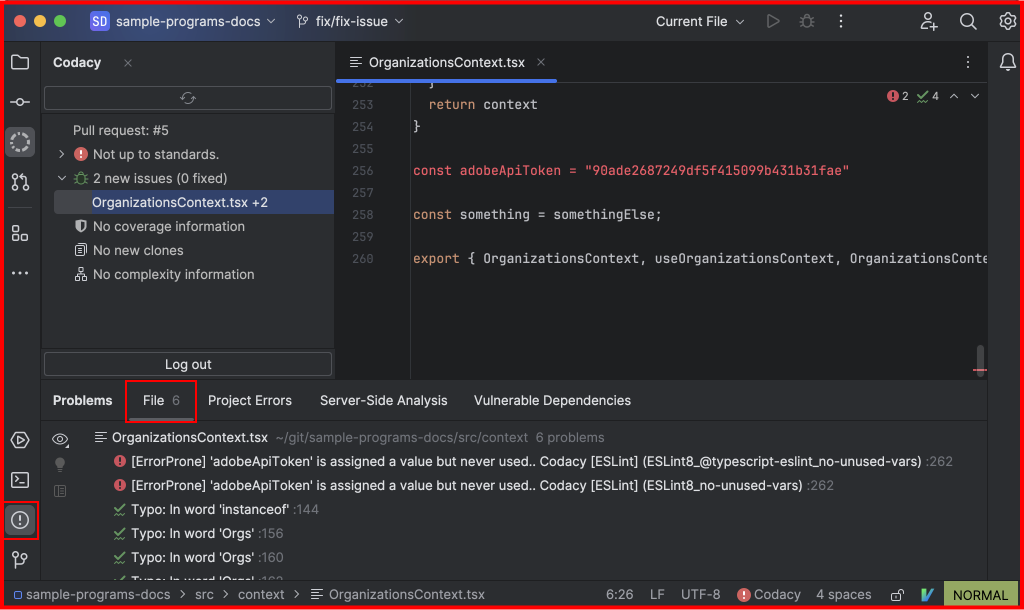 SD sample-programs-docs fix/fix-issue Current File
Codacy
OrganizationsContext.tsx
2 4
253 return context
254 }
255
256 const adobeApiToken = "90ade2687249df5f415099b431b31fae"
257
258 const something = somethingElse;
259
260 export { OrganizationsContext, useOrganizationsContext, OrganizationsConte
Pull request: #5
Not up to standards.
2 new issues (0 fixed)
OrganizationsContext.tsx +2
No coverage information
No new clones
No complexity information
Log out
Problems File 6 Project Errors Server-Side Analysis Vulnerable Dependencies
OrganizationsContext.tsx ~/git/sample-programs-docs/src/context 6 problems
[ErrorProne] 'adobeApiToken' is assigned a value but never used.. Codacy [ESLint] (ESLint8_@typescript-eslint_no-unused-vars) :262
[ErrorProne] 'adobeApiToken' is assigned a value but never used.. Codacy [ESLint] (ESLint8_no-unused-vars) :262
Typo: In word 'instanceof' :144
Typo: In word 'Orgs' :156
Typo: In word 'Orgs' :160
sample-programs-docs > src > context > OrganizationsContext.tsx 6:26 LF UTF-8 Codacy 4 spaces NORMAL